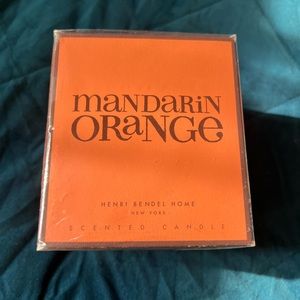 mANDARiN
ORANGe
HENRI BENDEL HOME
NEW YORK
SCENTED CANDLE